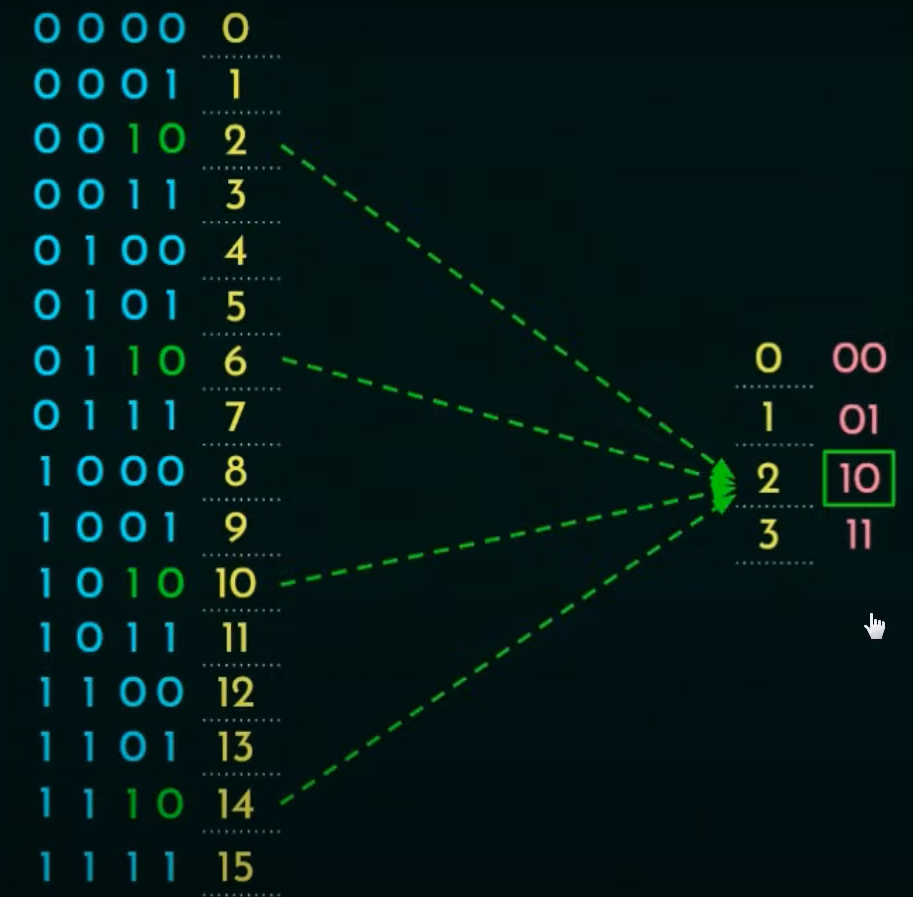 0 0 0 0 0
0 0 0 1 1
0 0 1 0 2
0 0 1 1 3
0 1 0 0 4
0 1 0 1 5
0 1 1 0 6
0 1 1 1 7
1 0 0 0 8
1 0 0 1 9
1 0 1 0 10
1 0 1 1 11
1 1 0 0 12
1 1 0 1 13
1 1 1 0 14
1 1 1 1 15
0 00
1 01
2 10
3 11